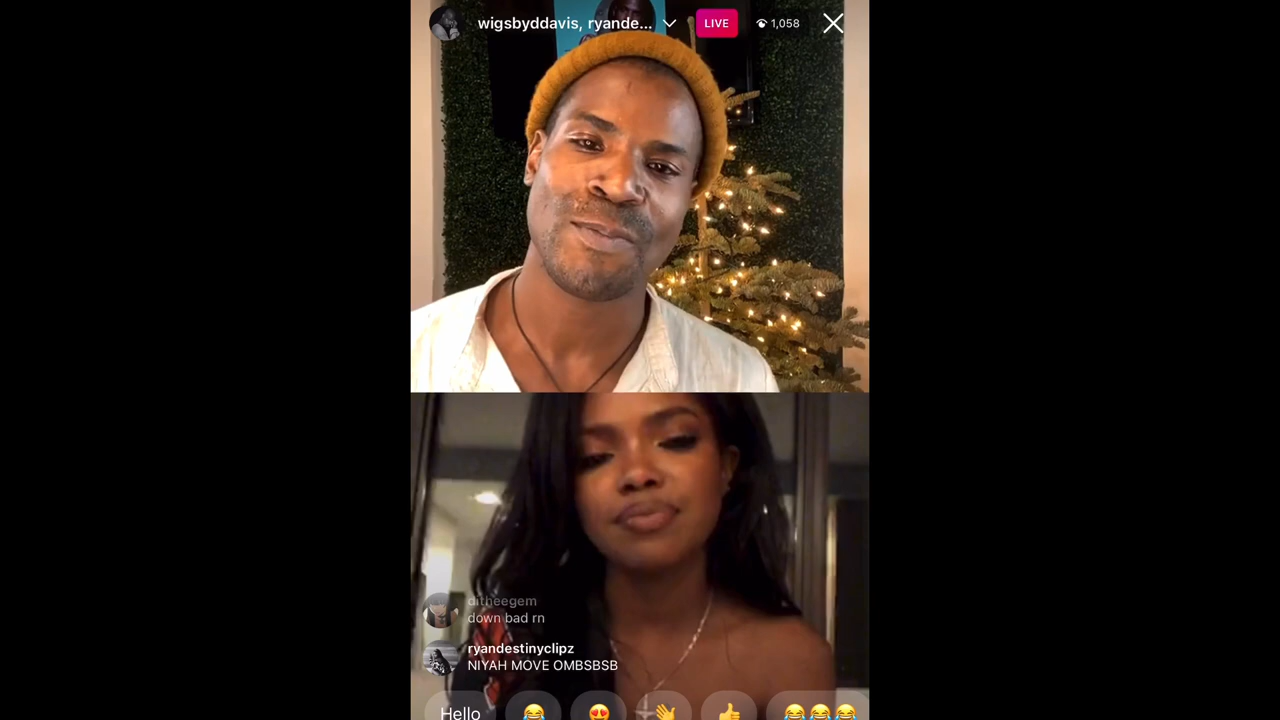 wigsbyddavis, ryande...
LIVE
1,058
ditheegem
down bad rn
ryandestinyclipz
NIYAH MOVE OMBSBSB
Hello